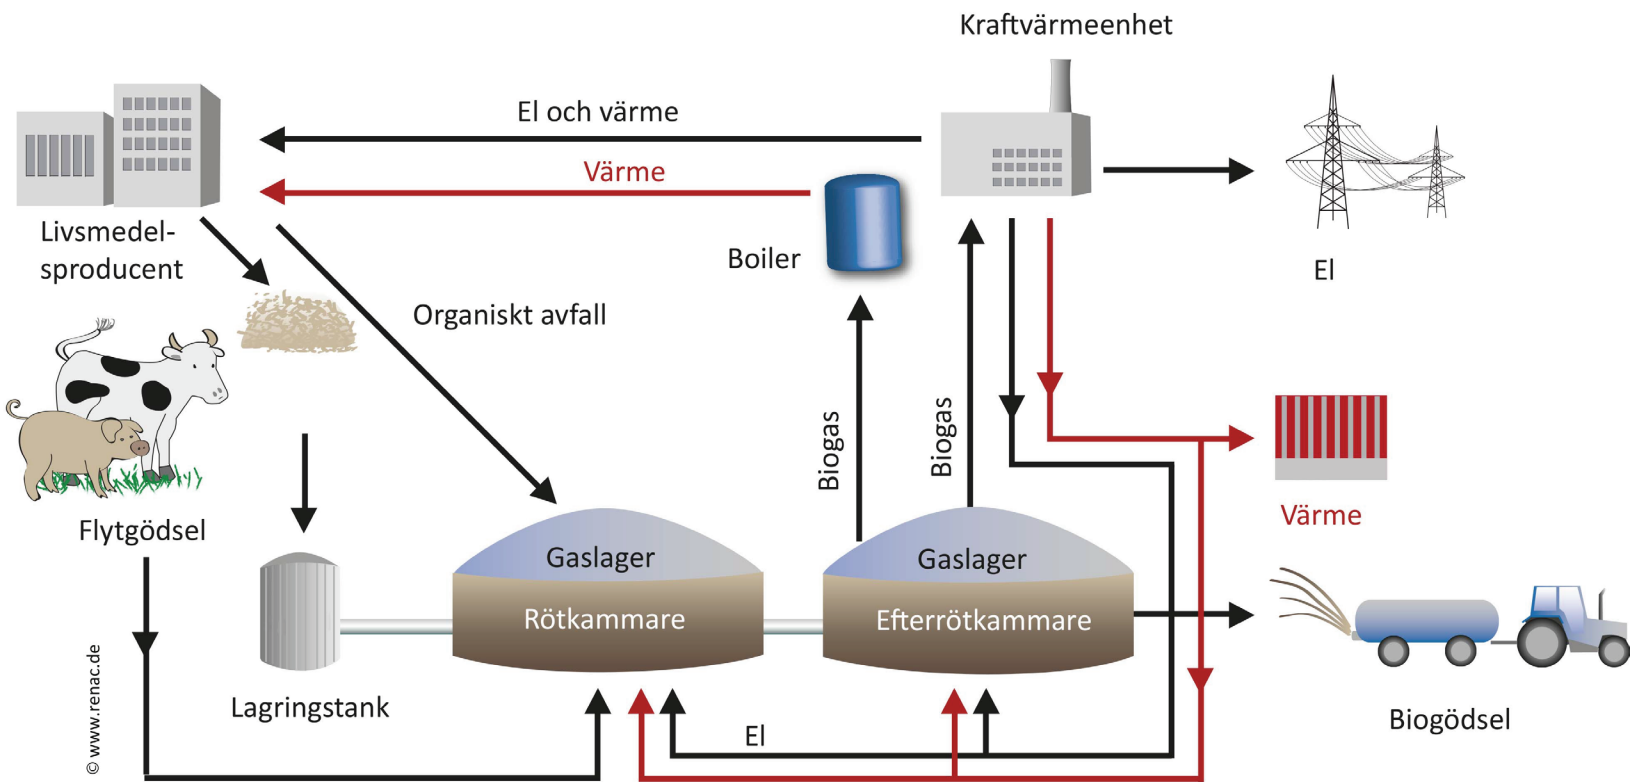 Kraftvärmeenhet
El och värme
Värme
Livsmedel-
sproducent
Boiler
El
Organiskt avfall
Biogas
Biogas
Flytgödsel
Värme
Gaslager
Gaslager
Rötkammare
Efterrötkammare
Lagringstank
El
Biogödsel
© www.renac.de